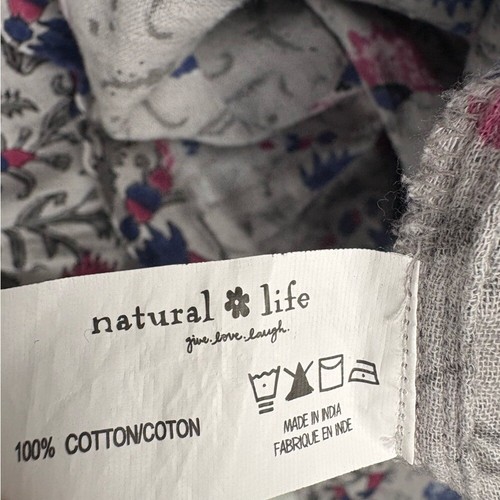 natural life
give.love.laugh.
100% COTTON/COTON
MADE IN INDIA
FABRIQUE EN INDE